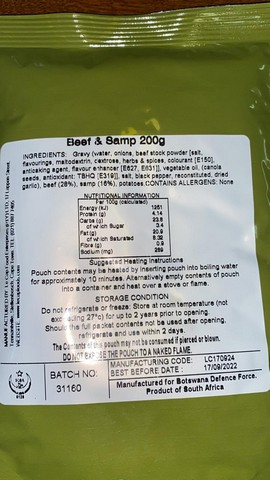 Beef & Samp 200g
INGREDIENTS: Gravy (water, onions, beef stock powder [salt,
flavourings, maltodextrin, dextrose, herbs & spices, colourant [E150],
anticaking agent, flavour enhancer [E627, E631]], vegetable oil, (canola
seeds, antioxidant: TBHQ [E319]], salt, black pepper, reconstituted, dried
garlic), beef (28%), samp (16%), potatoes. CONTAINS ALLERGENS: None
NUTRITIONAL INFORMATION
Per 100g (calculated)
Energy (kJ) 1251
Protein (g) 4.14
Carbs (g) 23.8
of which Sugar 3.4
Fat (g) 20.9
of which Saturated 8.32
Fibre (g) 0.9
Sodium (mg) 289
Suggested Heating Instructions
Pouch contents may be heated by inserting pouch into boiling water
for approximately 10 minutes. Alternatively empty contents of pouch
into a container and heat over a stove or flame.
STORAGE CONDITION
Do not refrigerate or freeze: Store at room temperature (not
exceeding 27°c) for up to 2 years prior to opening.
Should the full packet contents not be used after opening,
refrigerate and use within 2 days.
The Contents of this pouch may not be consumed if pierced or blown.
DO NOT EXPOSE THE POUCH TO A NAKED FLAME.
BATCH NO:
31160
MANUFACTURING CODE: LC170924
BEST BEFORE DATE: 17/09/2022
Manufactured for Botswana Defence Force.
Product of South Africa